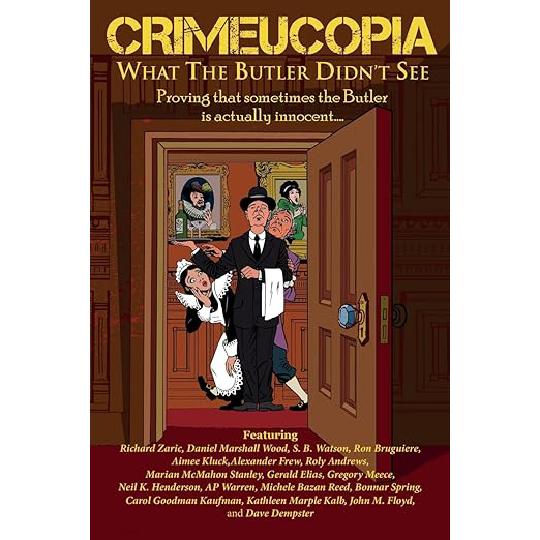 CRIMEUCOPIA
WHAT THE BUTLER DIDN'T SEE
Proving that sometimes the Butler
is actually innocent....
Featuring
Richard Zaric, Daniel Marshall Wood, S. B. Watson, Ron Bruguiere,
Aimee Kluck,Alexander Frew, Roly Andrews,
Marian McMahon Stanley, Gerald Elias, Gregory Meece,
Neil K. Henderson, AP Warren, Michele Bazan Reed, Bonnar Spring,
Carol Goodman Kaufman, Kathleen Marple Kalb, John M. Floyd,
and Dave Dempster